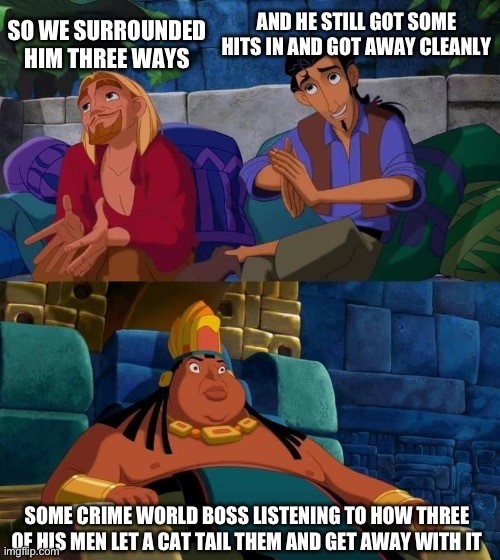 SO WE SURROUNDED
HIM THREE WAYS
AND HE STILL GOT SOME
HITS IN AND GOT AWAY CLEANLY
SOME CRIME WORLD BOSS LISTENING TO HOW THREE
OF HIS MEN LET A CAT TAIL THEM AND GET AWAY WITH IT
imgflip.com